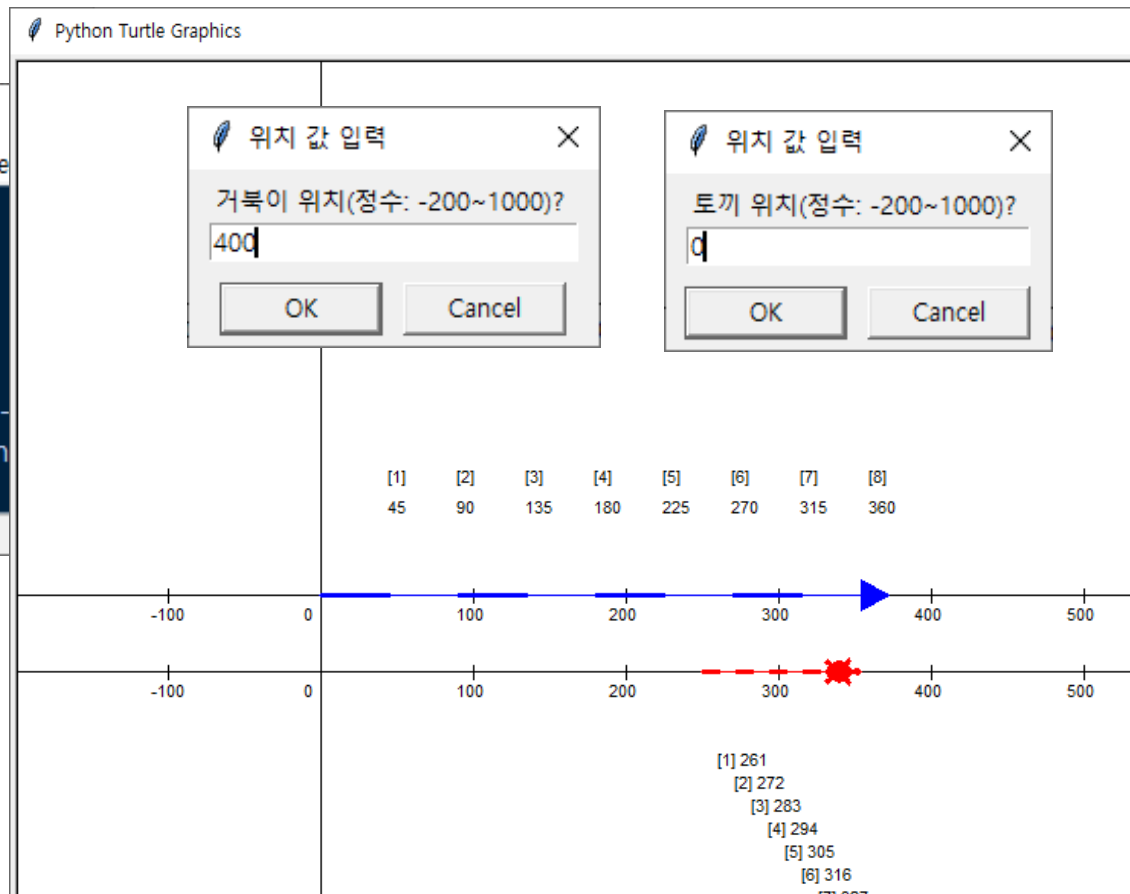 Python Turtle Graphics
위치 값 입력
거북이 위치(정수: -200~1000)?
400
OK Cancel
위치 값 입력
토끼 위치(정수: -200~1000)?
0
OK Cancel
[1] [2] [3] [4] [5] [6] [7] [8]
45 90 135 180 225 270 315 360
-100 0 100 200 300 400 500
-100 0 100 200 300 400 500
[1] 261
[2] 272
[3] 283
[4] 294
[5] 305
[6] 316